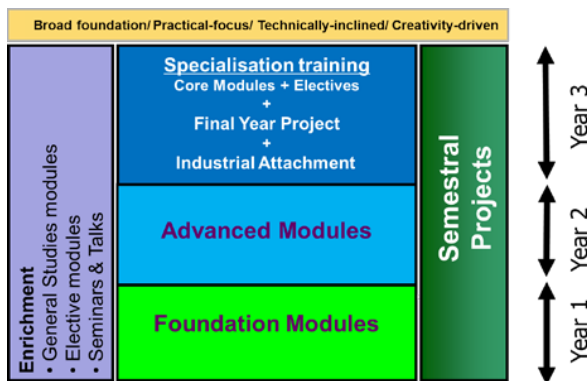 Broad foundation/ Practical-focus/ Technically-inclined/ Creativity-driven
Enrichment
• General Studies modules
• Elective modules
• Seminars & Talks
Specialisation training
Core Modules + Electives
+
Final Year Project
+
Industrial Attachment
Advanced Modules
Foundation Modules
Semestral
Projects
Year 3
Year 2
Year 1